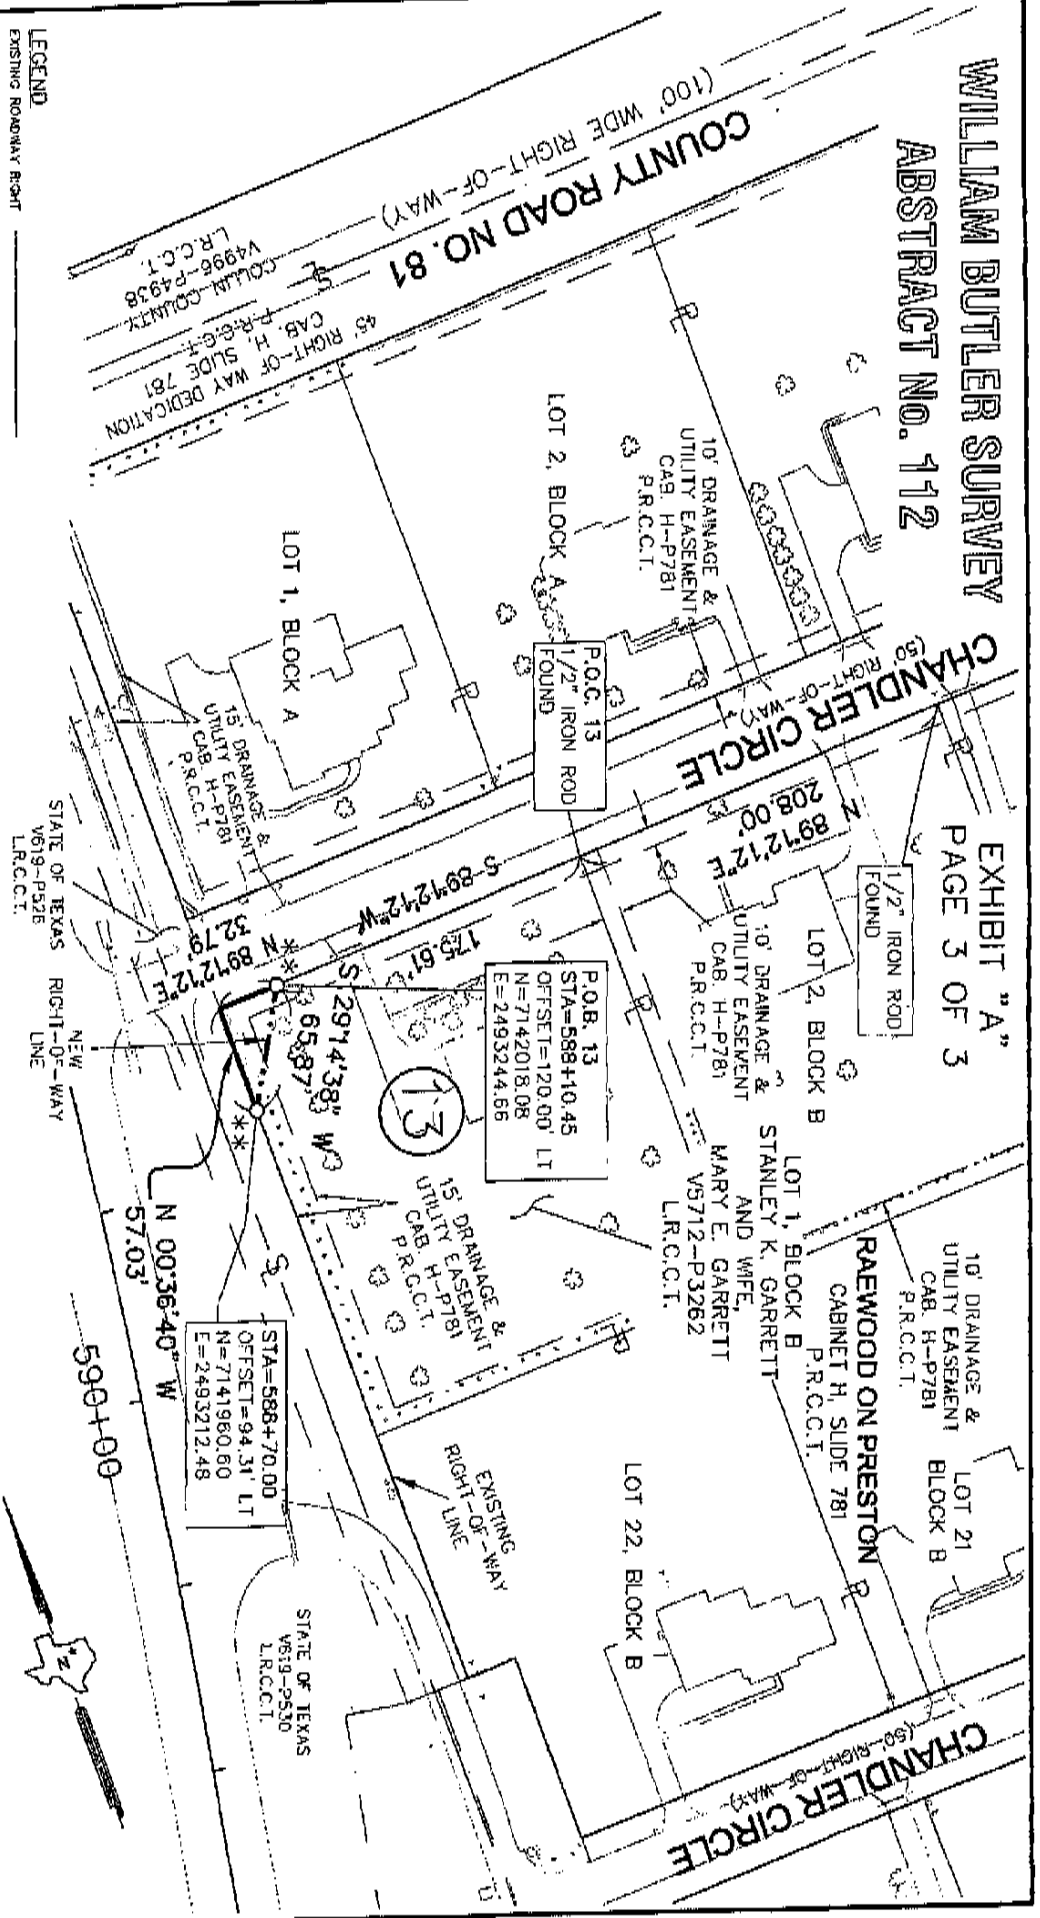 WILLIAM BUTLER SURVEY
ABSTRACT No. 112
EXHIBIT "A"
PAGE 3 OF 3
COUNTY ROAD NO. 81
(100' WIDE RIGHT-OF-WAY)
COLLIN COUNTY
V4996-P4938
L.R.C.C.T.
45' RIGHT-OF WAY DEDICATION
CAB. H, SLIDE 781
P.R.C.C.T.
CHANDLER CIRCLE
(50' RIGHT-OF-WAY)
1/2" IRON ROD
FOUND
N 89°12'12" E
208.00'
10' DRAINAGE &
UTILITY EASEMENT
CAB. H-P781
P.R.C.C.T.
LOT 2, BLOCK A
P.O.C. 13
1/2" IRON ROD
FOUND
LOT 1, BLOCK A
15' DRAINAGE &
UTILITY EASEMENT
CAB. H-P781
P.R.C.C.T.
LOT 2, BLOCK B
10' DRAINAGE &
UTILITY EASEMENT
CAB. H-P781
P.R.C.C.T.
S 89°12'12" W
175.61'
N 89°12'12" E
32.79'
P.O.B. 13
STA=588+10.45
OFFSET=120.00' LT
N=7142018.08
E=2493244.66
S 29°14'38" W
65.87'
13
LOT 1, BLOCK B
STANLEY K. GARRETT
AND WIFE,
MARY E. GARRETT
V5712-P3262
L.R.C.C.T.
10' DRAINAGE &
UTILITY EASEMENT
CAB. H-P781
P.R.C.C.T.
LOT 21
BLOCK B
RAEWOOD ON PRESTON
CABINET H, SLIDE 781
P.R.C.C.T.
15' DRAINAGE &
UTILITY EASEMENT
CAB. H-P781
P.R.C.C.T.
LOT 22, BLOCK B
EXISTING
RIGHT-OF-WAY
LINE
CHANDLER CIRCLE
(50' RIGHT-OF-WAY)
STATE OF TEXAS
V619-P528
L.R.C.C.T.
NEW
RIGHT-OF-WAY
LINE
**
**
N 00°36'40" W
57.03'
STA=588+70.00
OFFSET=94.31' LT
N=7141960.60
E=2493212.48
590+00
STATE OF TEXAS
V619-P530
L.R.C.C.T.
N
LEGEND
EXISTING ROADWAY RIGHT